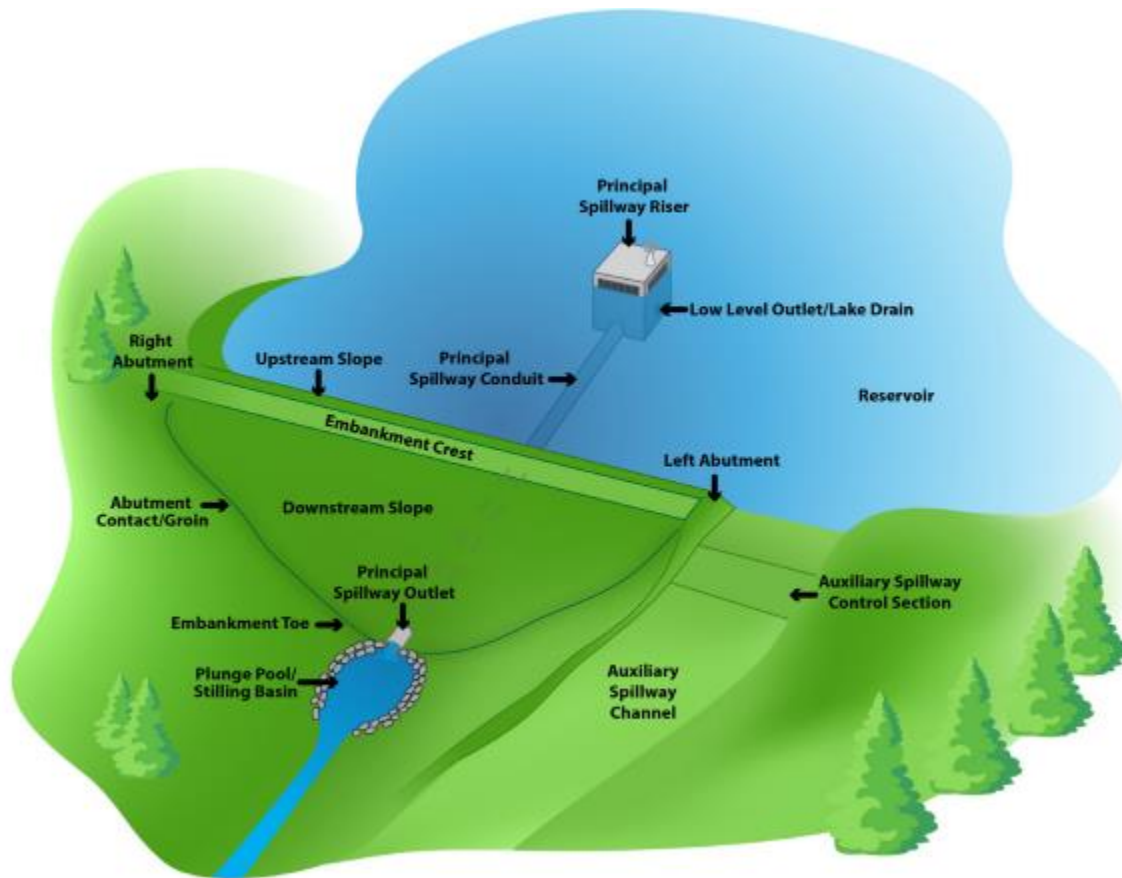 Principal
Spillway Riser
Low Level Outlet/Lake Drain
Right
Abutment
Upstream Slope
Principal
Spillway Conduit
Reservoir
Embankment Crest
Left Abutment
Abutment
Contact/Groin
Downstream Slope
Principal
Spillway Outlet
Auxiliary Spillway
Control Section
Embankment Toe
Plunge Pool/
Stilling Basin
Auxiliary
Spillway
Channel